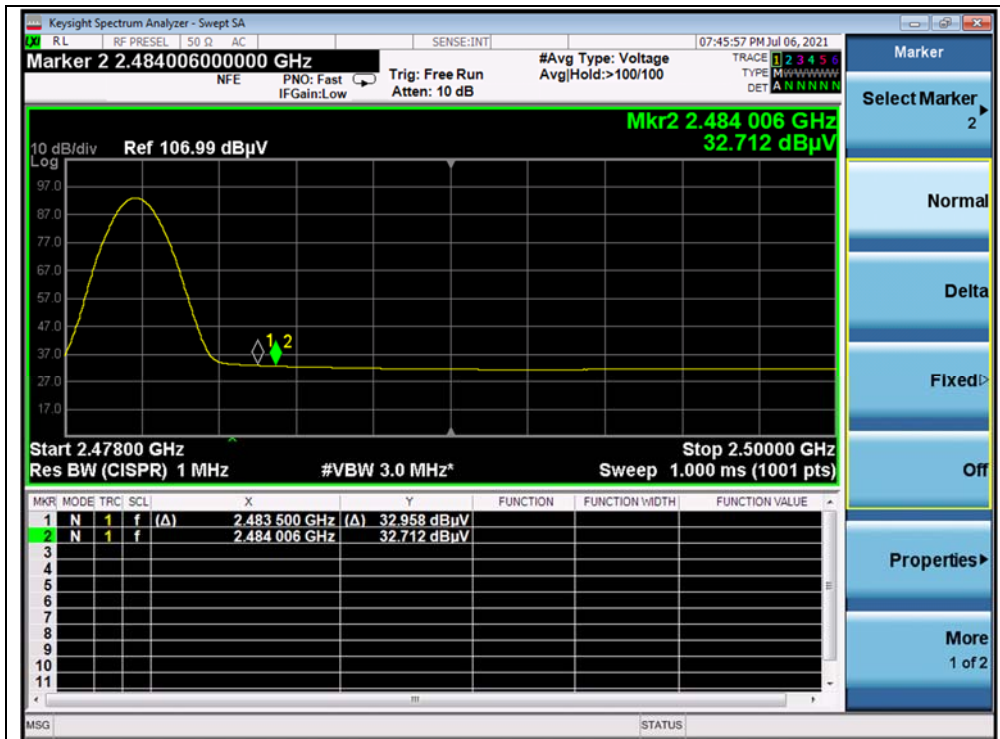 Keysight Spectrum Analyzer - Swept SA
LXI RL RF PRESEL 50 Ω AC SENSE:INT 07:45:57 PM Jul 06, 2021
Marker 2 2.484006000000 GHz
#Avg Type: Voltage
TRACE 1 2 3 4 5 6
NFE PNO: Fast Trig: Free Run Avg|Hold:>100/100
TYPE M W W W W W
IFGain:Low Atten: 10 dB
DET A N N N N N
Mkr2 2.484 006 GHz
32.712 dBµV
10 dB/div Ref 106.99 dBµV
Log
97.0
87.0
77.0
67.0
57.0
47.0
37.0
27.0
17.0
1 2
Start 2.47800 GHz Stop 2.50000 GHz
Res BW (CISPR) 1 MHz #VBW 3.0 MHz* Sweep 1.000 ms (1001 pts)
MKR MODE TRC SCL X Y FUNCTION FUNCTION WIDTH FUNCTION VALUE
1 N 1 f (Δ) 2.483 500 GHz (Δ) 32.958 dBµV
2 N 1 f 2.484 006 GHz 32.712 dBµV
3
4
5
6
7
8
9
10
11
MSG STATUS
Marker
Select Marker
2
Normal
Delta
Fixed
Off
Properties
More
1 of 2